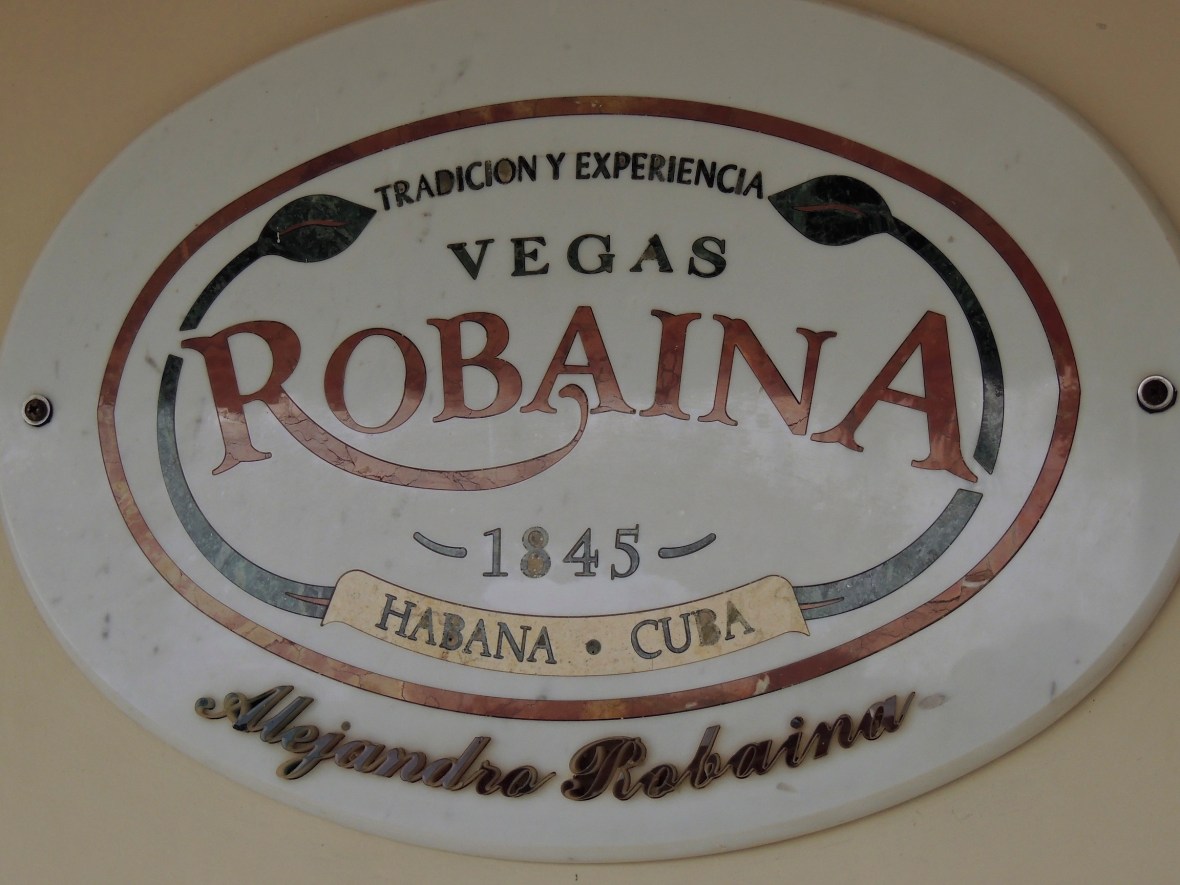 TRADICION Y EXPERIENCIA
VEGAS
ROBAINA
1845
HABANA • CUBA
Alejandro Robaina